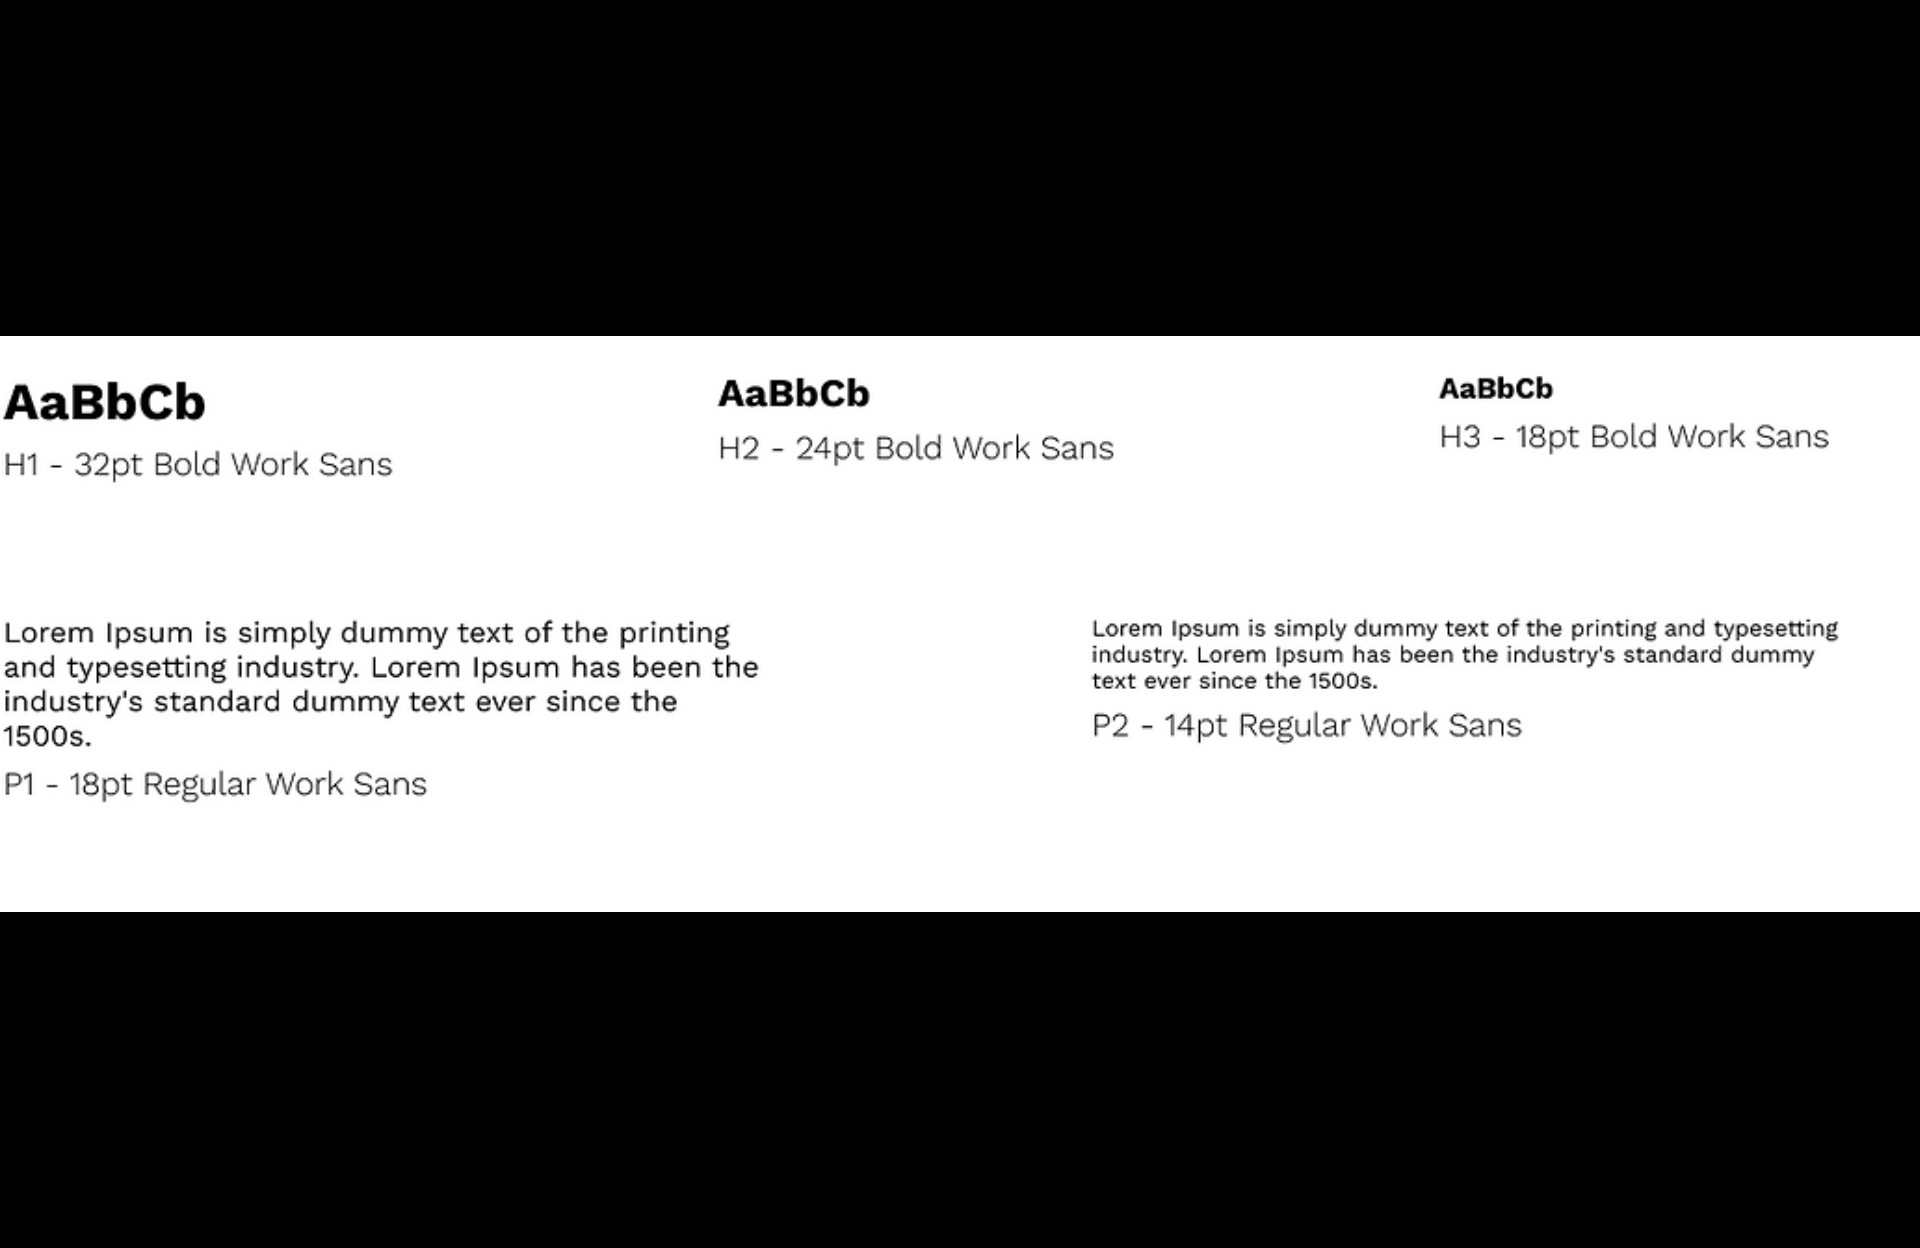 AaBbCb
H1 - 32pt Bold Work Sans
AaBbCb
H2 - 24pt Bold Work Sans
AaBbCb
H3 - 18pt Bold Work Sans
Lorem Ipsum is simply dummy text of the printing
and typesetting industry. Lorem Ipsum has been the
industry's standard dummy text ever since the
1500s.
P1 - 18pt Regular Work Sans
Lorem Ipsum is simply dummy text of the printing and typesetting
industry. Lorem Ipsum has been the industry's standard dummy
text ever since the 1500s.
P2 - 14pt Regular Work Sans